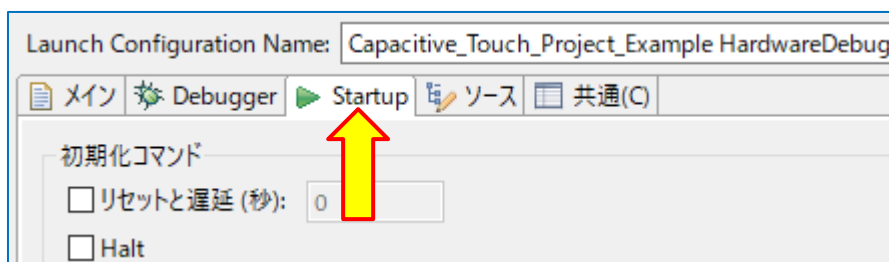 Launch Configuration Name: Capacitive_Touch_Project_Example HardwareDebug
メイン Debugger Startup ソース 共通(C)
初期化コマンド
リセットと遅延 (秒): 0
Halt